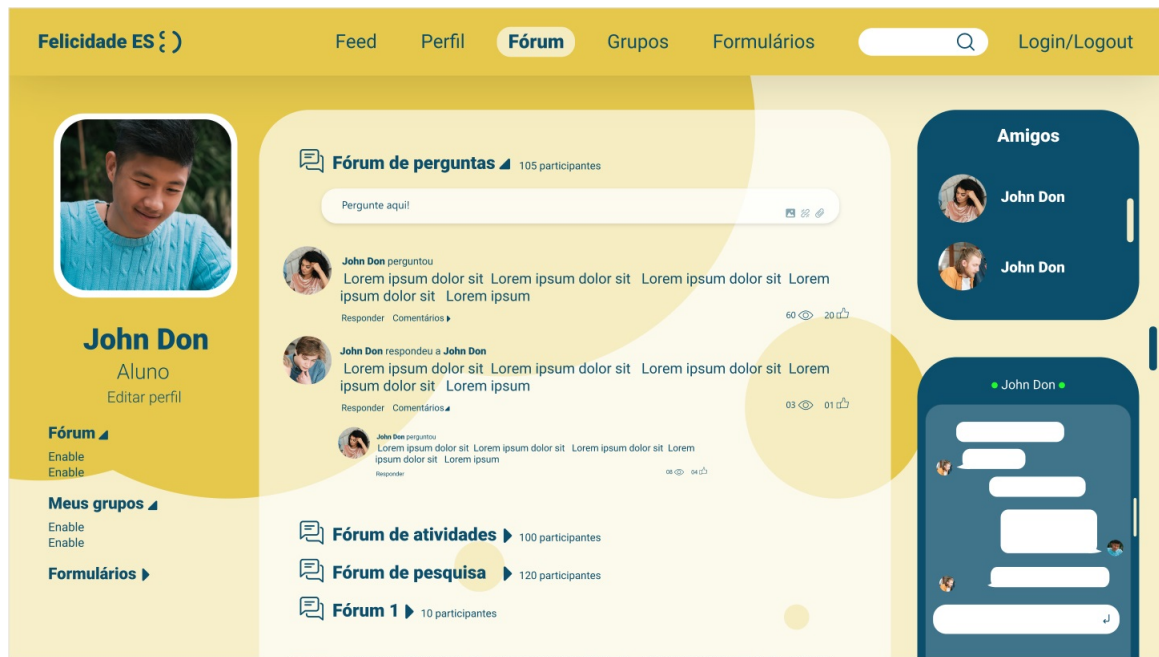 Felicidade ES
Feed
Perfil
Fórum
Grupos
Formulários
Login/Logout
John Don
Aluno
Editar perfil
Fórum
Enable
Enable
Meus grupos
Enable
Enable
Formulários
Fórum de perguntas 105 participantes
Pergunte aqui!
John Don perguntou
Lorem ipsum dolor sit Lorem ipsum dolor sit Lorem ipsum dolor sit Lorem
ipsum dolor sit Lorem ipsum
Responder Comentários
60 20
John Don respondeu a John Don
Lorem ipsum dolor sit Lorem ipsum dolor sit Lorem ipsum dolor sit Lorem
ipsum dolor sit Lorem ipsum
Responder Comentários
03 01
John Don perguntou
Lorem ipsum dolor sit Lorem ipsum dolor sit Lorem ipsum dolor sit Lorem
ipsum dolor sit Lorem ipsum
Responder
08 04
Fórum de atividades 100 participantes
Fórum de pesquisa 120 participantes
Fórum 1 10 participantes
Amigos
John Don
John Don
John Don